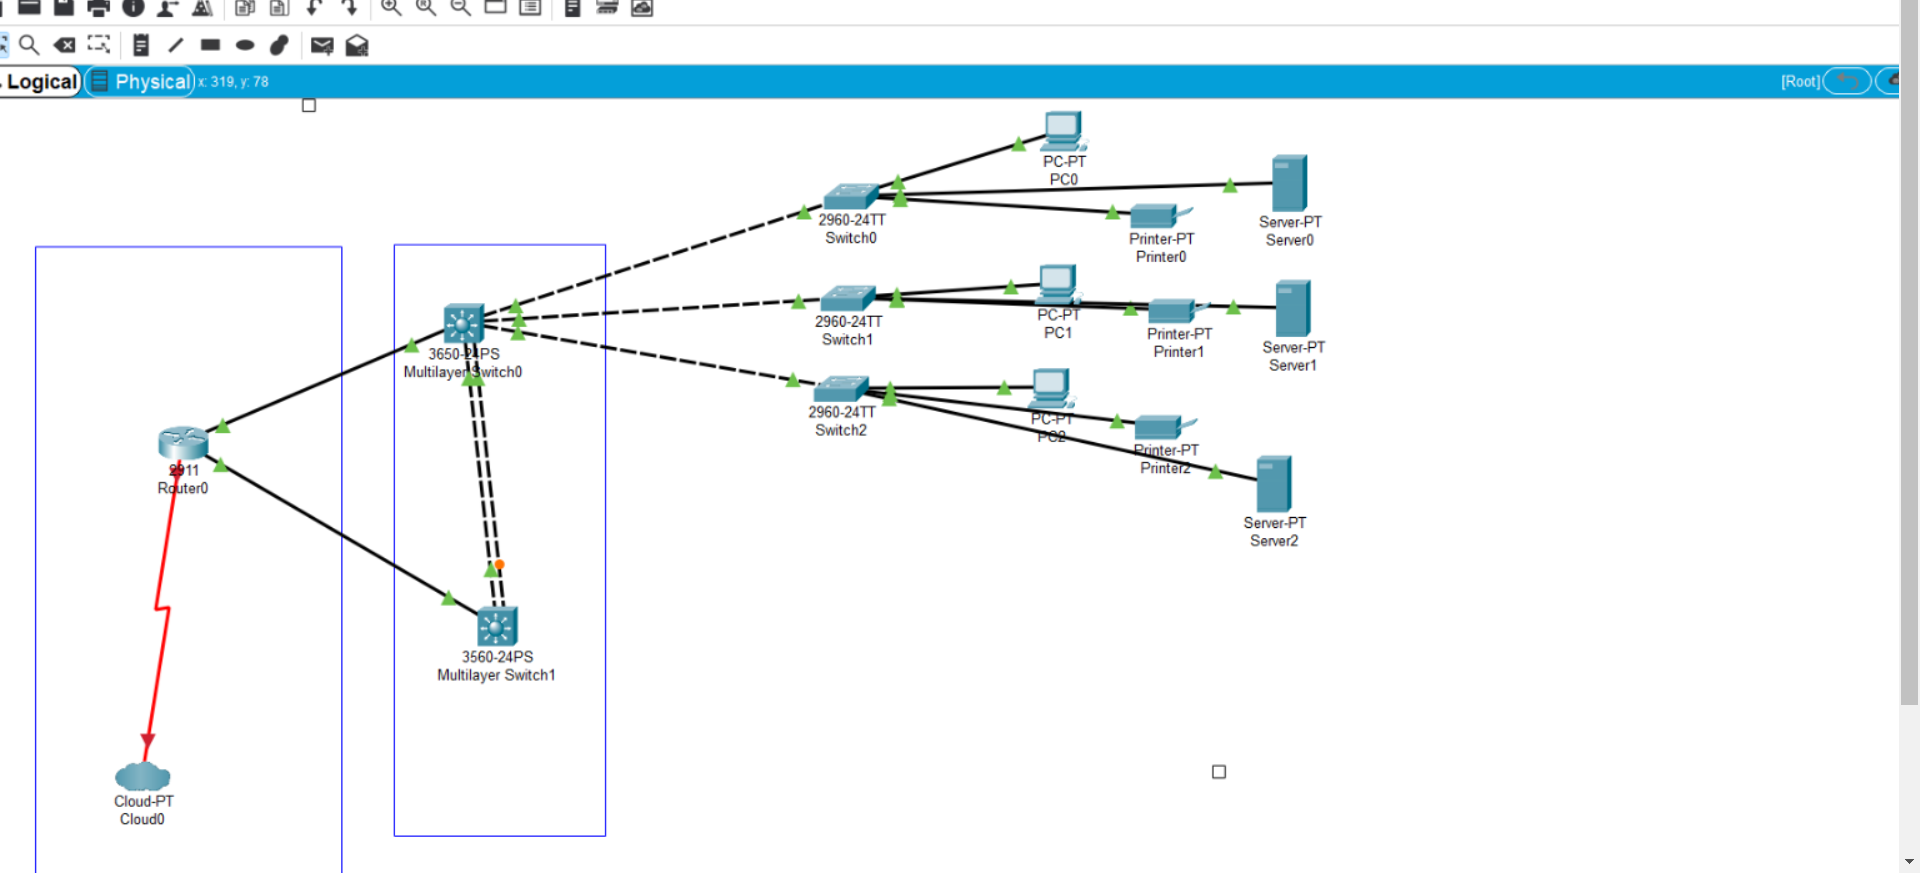 Logical
Physical
x: 319, y: 78
[Root]
PC-PT
PC0
2960-24TT
Switch0
Printer-PT
Printer0
Server-PT
Server0
3650-24PS
Multilayer Switch0
2960-24TT
Switch1
PC-PT
PC1
Printer-PT
Printer1
Server-PT
Server1
2960-24TT
Switch2
PC-PT
PC2
Printer-PT
Printer2
Server-PT
Server2
2911
Router0
3560-24PS
Multilayer Switch1
Cloud-PT
Cloud0